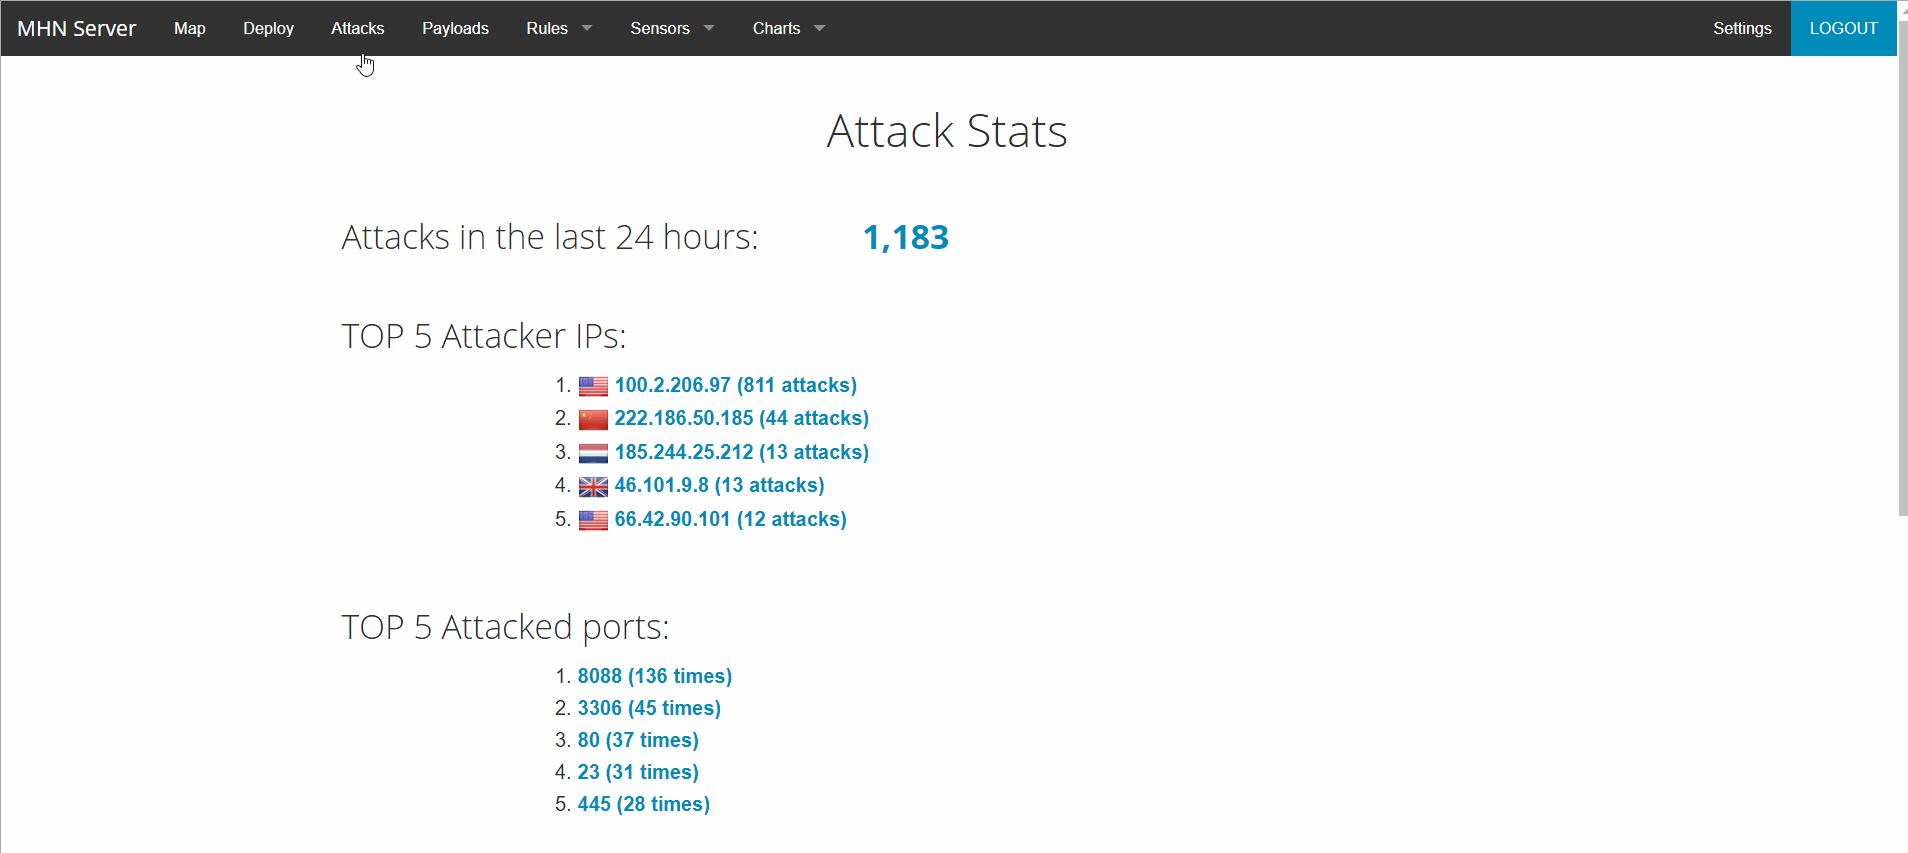 MHN Server Map Deploy Attacks Payloads Rules Sensors Charts Settings LOGOUT
Attack Stats
Attacks in the last 24 hours: 1,183
TOP 5 Attacker IPs:
1. 100.2.206.97 (811 attacks)
2. 222.186.50.185 (44 attacks)
3. 185.244.25.212 (13 attacks)
4. 46.101.9.8 (13 attacks)
5. 66.42.90.101 (12 attacks)
TOP 5 Attacked ports:
1. 8088 (136 times)
2. 3306 (45 times)
3. 80 (37 times)
4. 23 (31 times)
5. 445 (28 times)